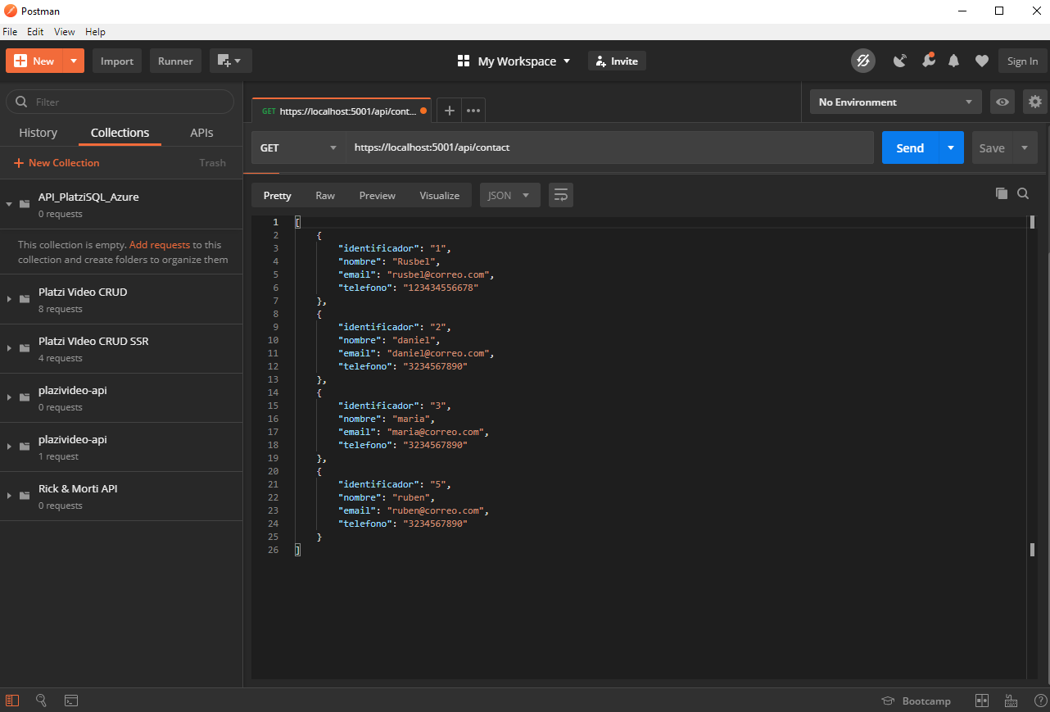 Postman
File Edit View Help
New Import Runner My Workspace Invite Sign In
Filter
History Collections APIs
New Collection Trash
API_PlatziSQL_Azure
0 requests
This collection is empty. Add requests to this
collection and create folders to organize them
Platzi Video CRUD
8 requests
Platzi VIdeo CRUD SSR
4 requests
plazivideo-api
0 requests
plazivideo-api
1 request
Rick & Morti API
0 requests
GET https://localhost:5001/api/cont... No Environment
GET https://localhost:5001/api/contact Send Save
Pretty Raw Preview Visualize JSON
1 [
2 {
3 "identificador": "1",
4 "nombre": "Rusbel",
5 "email": "rusbel@correo.com",
6 "telefono": "123434556678"
7 },
8 {
9 "identificador": "2",
10 "nombre": "daniel",
11 "email": "daniel@correo.com",
12 "telefono": "3234567890"
13 },
14 {
15 "identificador": "3",
16 "nombre": "maria",
17 "email": "maria@correo.com",
18 "telefono": "3234567890"
19 },
20 {
21 "identificador": "5",
22 "nombre": "ruben",
23 "email": "ruben@correo.com",
24 "telefono": "3234567890"
25 }
26 ]
Bootcamp